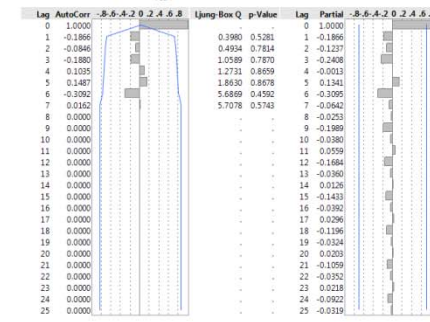 Lag AutoCorr -.8-.6-.4-.2 0 .2 .4 .6 .8 Ljung-Box Q p-Value Lag Partial -.8-.6-.4-.2 0 .2 .4 .6 .8
0 1.0000 . . 0 1.0000
1 -0.1866 0.3980 0.5281 1 -0.1866
2 -0.0846 0.4934 0.7814 2 -0.1237
3 -0.1880 1.0589 0.7870 3 -0.2408
4 0.1035 1.2731 0.8659 4 -0.0013
5 0.1487 1.8630 0.8678 5 0.1341
6 -0.3092 5.6869 0.4592 6 -0.3095
7 0.0162 5.7078 0.5743 7 -0.0642
8 0.0000 . . 8 -0.0253
9 0.0000 . . 9 -0.1989
10 0.0000 . . 10 -0.0380
11 0.0000 . . 11 0.0559
12 0.0000 . . 12 -0.1684
13 0.0000 . . 13 -0.0360
14 0.0000 . . 14 0.0126
15 0.0000 . . 15 -0.1433
16 0.0000 . . 16 -0.0392
17 0.0000 . . 17 0.0296
18 0.0000 . . 18 -0.1196
19 0.0000 . . 19 -0.0324
20 0.0000 . . 20 0.0203
21 0.0000 . . 21 -0.1059
22 0.0000 . . 22 -0.0352
23 0.0000 . . 23 0.0218
24 0.0000 . . 24 -0.0922
25 0.0000 . . 25 -0.0319